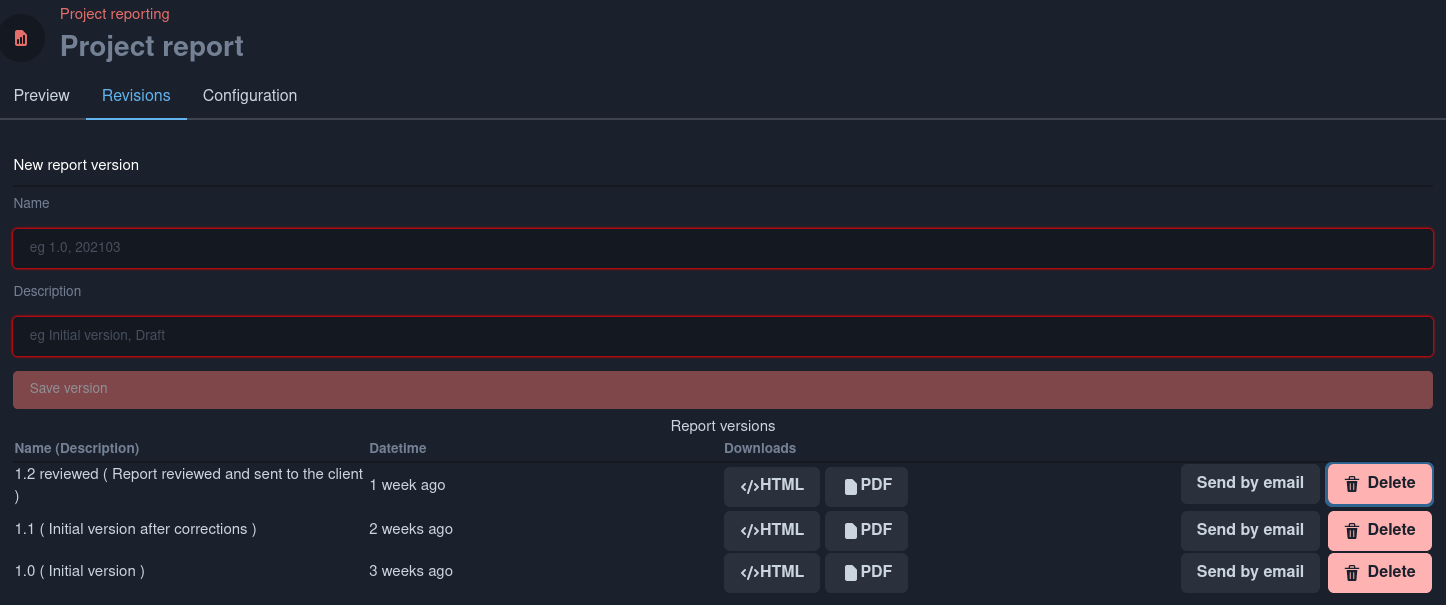 Project reporting
Project report
Preview Revisions Configuration
New report version
Name
eg 1.0, 202103
Description
eg Initial version, Draft
Save version
Report versions
Name (Description) Datetime Downloads
1.2 reviewed ( Report reviewed and sent to the client
) 1 week ago </>HTML PDF Send by email Delete
1.1 ( Initial version after corrections ) 2 weeks ago </>HTML PDF Send by email Delete
1.0 ( Initial version ) 3 weeks ago </>HTML PDF Send by email Delete